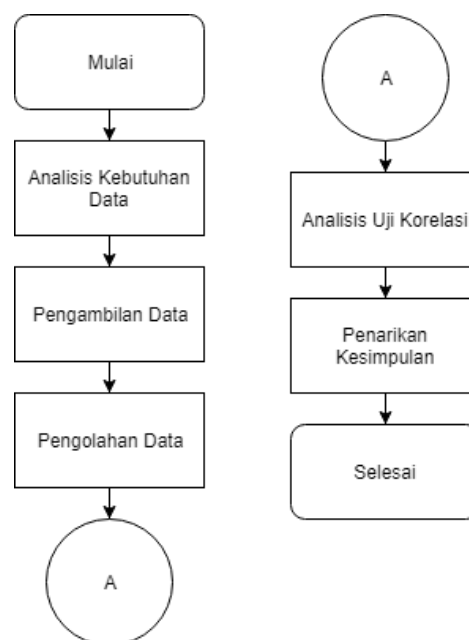 Mulai
Analisis Kebutuhan
Data
Pengambilan Data
Pengolahan Data
A
A
Analisis Uji Korelasi
Penarikan
Kesimpulan
Selesai